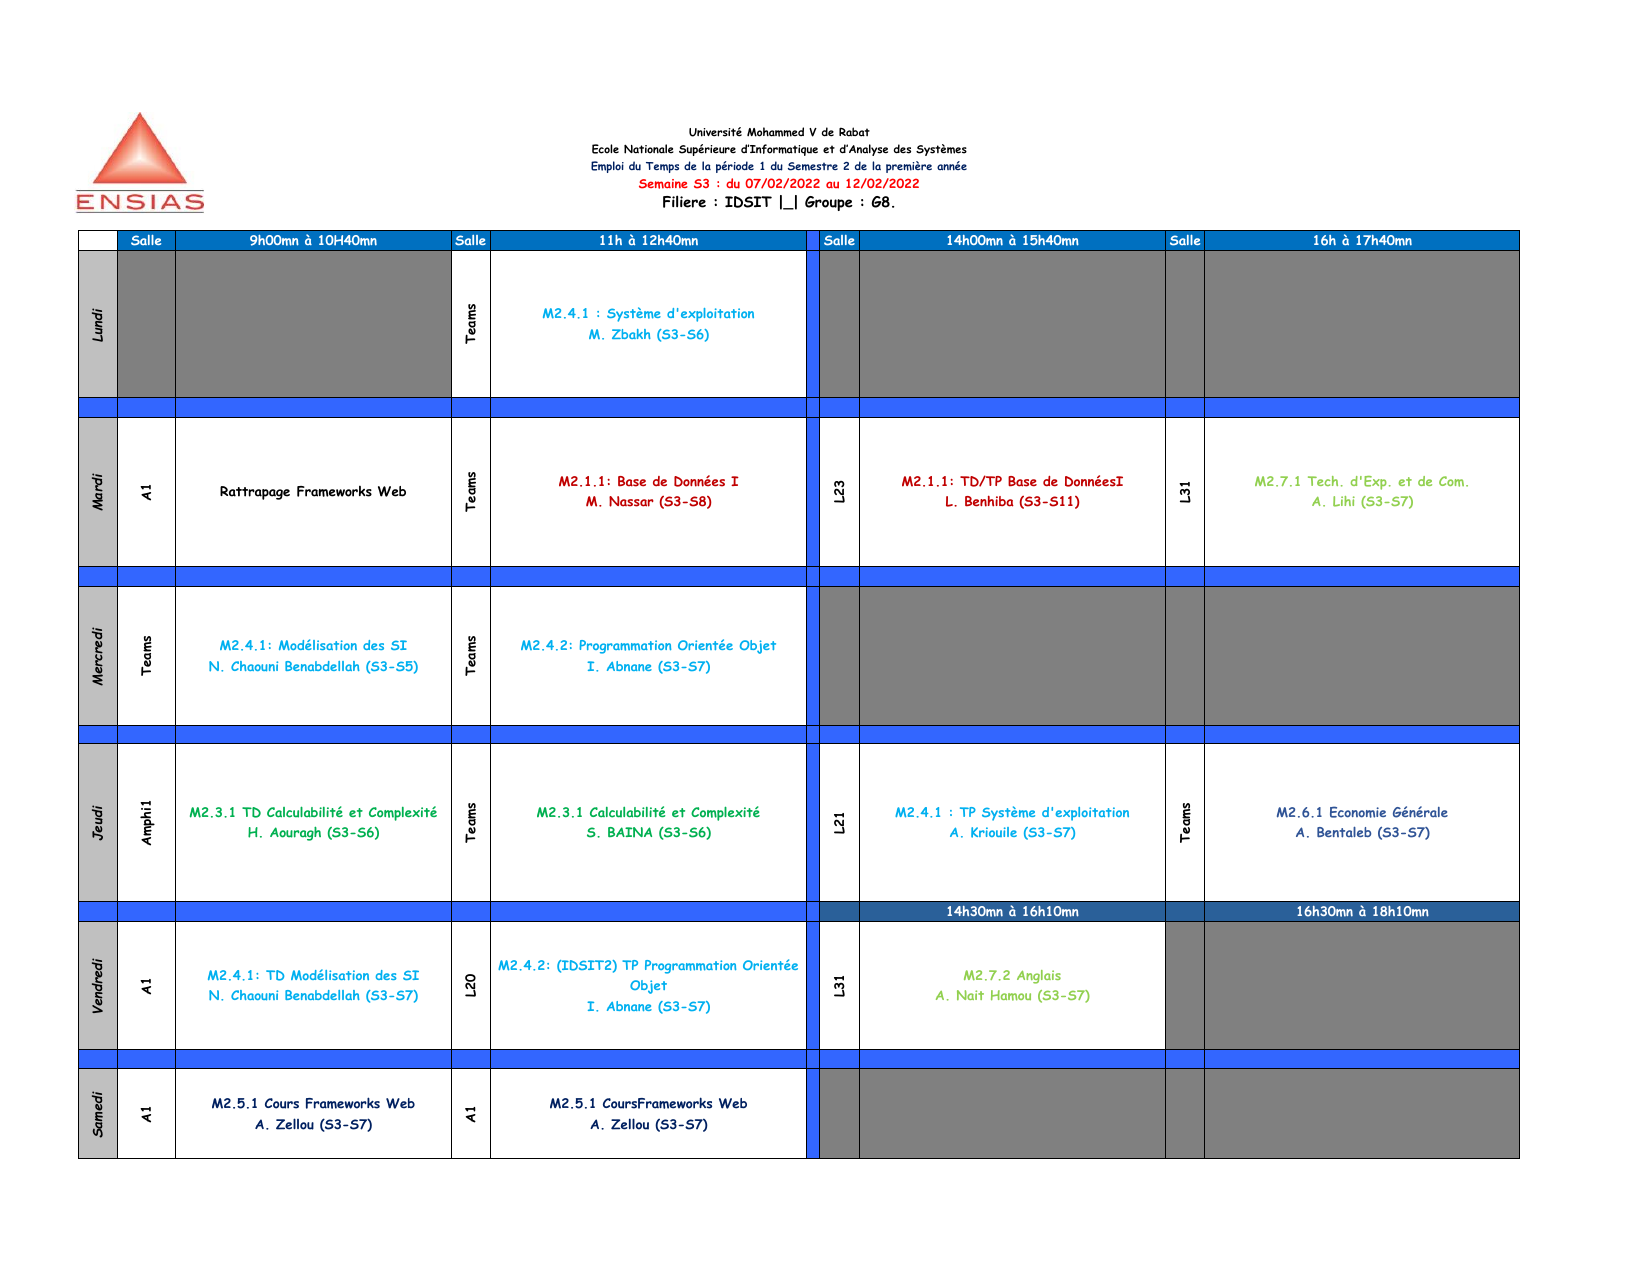 ENSIAS
Université Mohammed V de Rabat
Ecole Nationale Supérieure d’Informatique et d’Analyse des Systèmes
Emploi du Temps de la période 1 du Semestre 2 de la première année
Semaine S3 : du 07/02/2022 au 12/02/2022
Filiere : IDSIT |_| Groupe : G8.
Salle 9h00mn à 10H40mn Salle 11h à 12h40mn Salle 14h00mn à 15h40mn Salle 16h à 17h40mn
Lundi
Teams
M2.4.1 : Système d'exploitation
M. Zbakh (S3-S6)
Mardi
A1
Rattrapage Frameworks Web
Teams
M2.1.1: Base de Données I
M. Nassar (S3-S8)
L23
M2.1.1: TD/TP Base de DonnéesI
L. Benhiba (S3-S11)
L31
M2.7.1 Tech. d'Exp. et de Com.
A. Lihi (S3-S7)
Mercredi
Teams
M2.4.1: Modélisation des SI
N. Chaouni Benabdellah (S3-S5)
Teams
M2.4.2: Programmation Orientée Objet
I. Abnane (S3-S7)
Jeudi
Amphi1
M2.3.1 TD Calculabilité et Complexité
H. Aouragh (S3-S6)
Teams
M2.3.1 Calculabilité et Complexité
S. BAINA (S3-S6)
L21
M2.4.1 : TP Système d'exploitation
A. Kriouile (S3-S7)
Teams
M2.6.1 Economie Générale
A. Bentaleb (S3-S7)
14h30mn à 16h10mn 16h30mn à 18h10mn
Vendredi
A1
M2.4.1: TD Modélisation des SI
N. Chaouni Benabdellah (S3-S7)
L20
M2.4.2: (IDSIT2) TP Programmation Orientée
Objet
I. Abnane (S3-S7)
L31
M2.7.2 Anglais
A. Nait Hamou (S3-S7)
Samedi
A1
M2.5.1 Cours Frameworks Web
A. Zellou (S3-S7)
A1
M2.5.1 CoursFrameworks Web
A. Zellou (S3-S7)